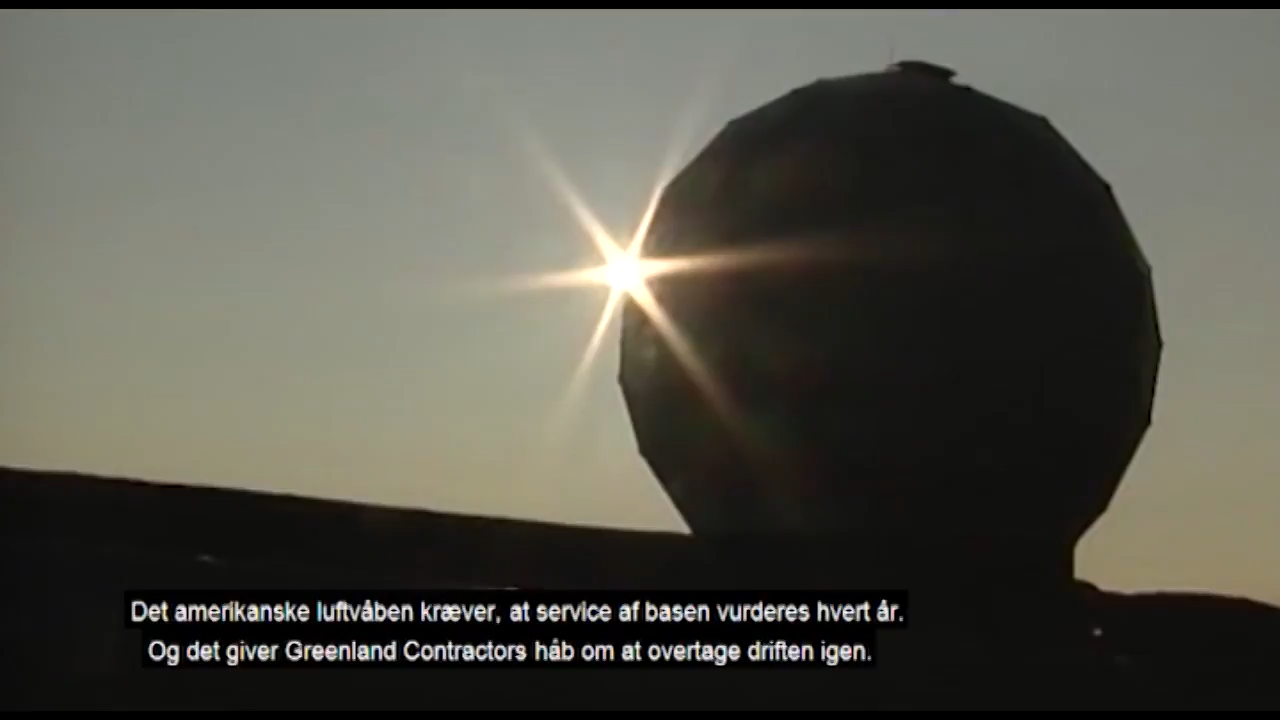 Det amerikanske luftvåben kræver, at service af basen vurderes hvert år.
Og det giver Greenland Contractors håb om at overtage driften igen.